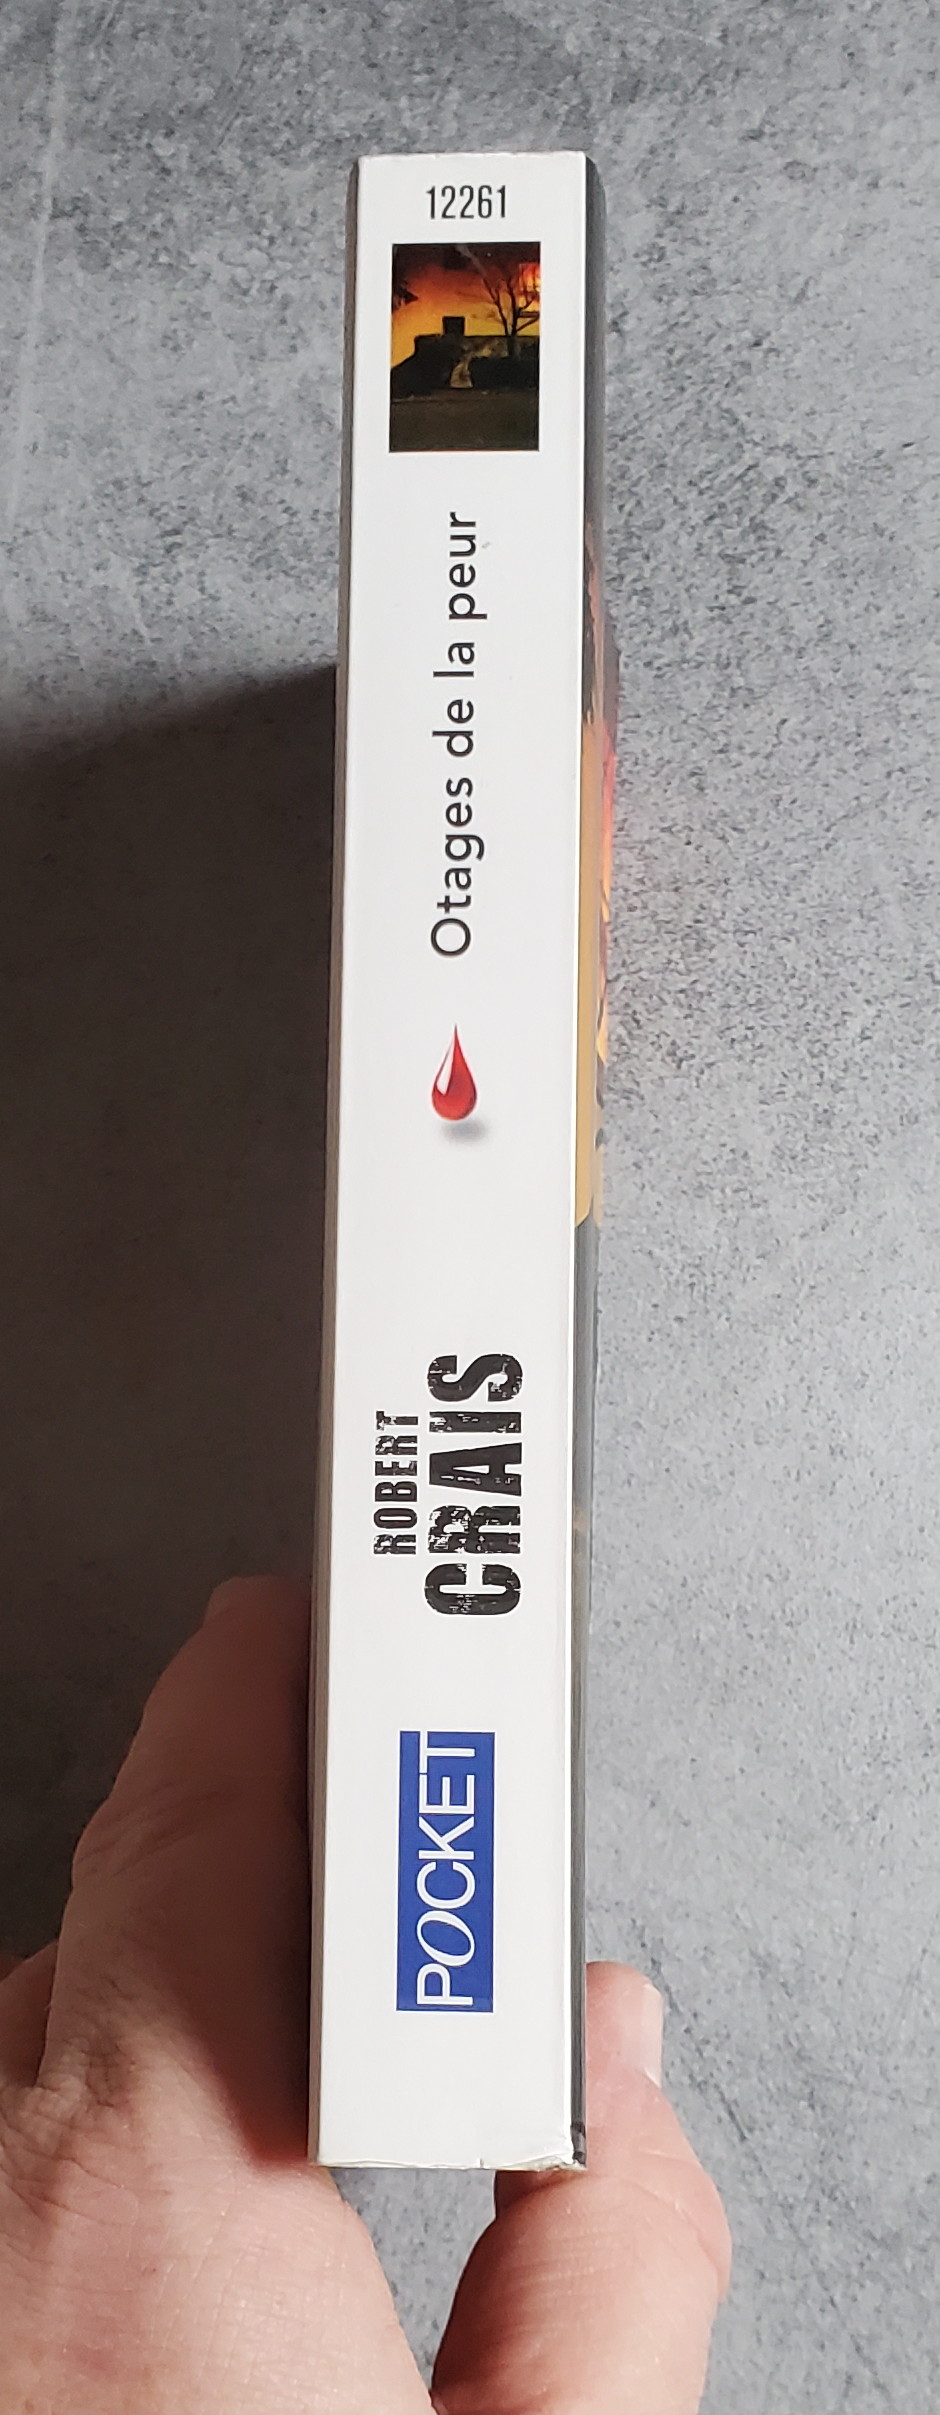 12261
Otages de la peur
ROBERT
CRAIS
POCKET